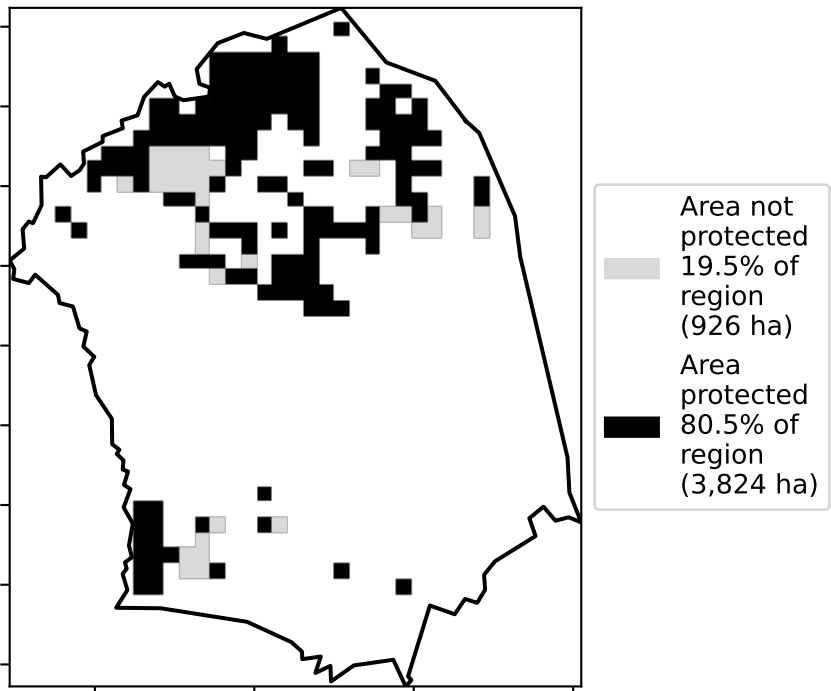 Area not
protected
19.5% of
region
(926 ha)
Area
protected
80.5% of
region
(3,824 ha)